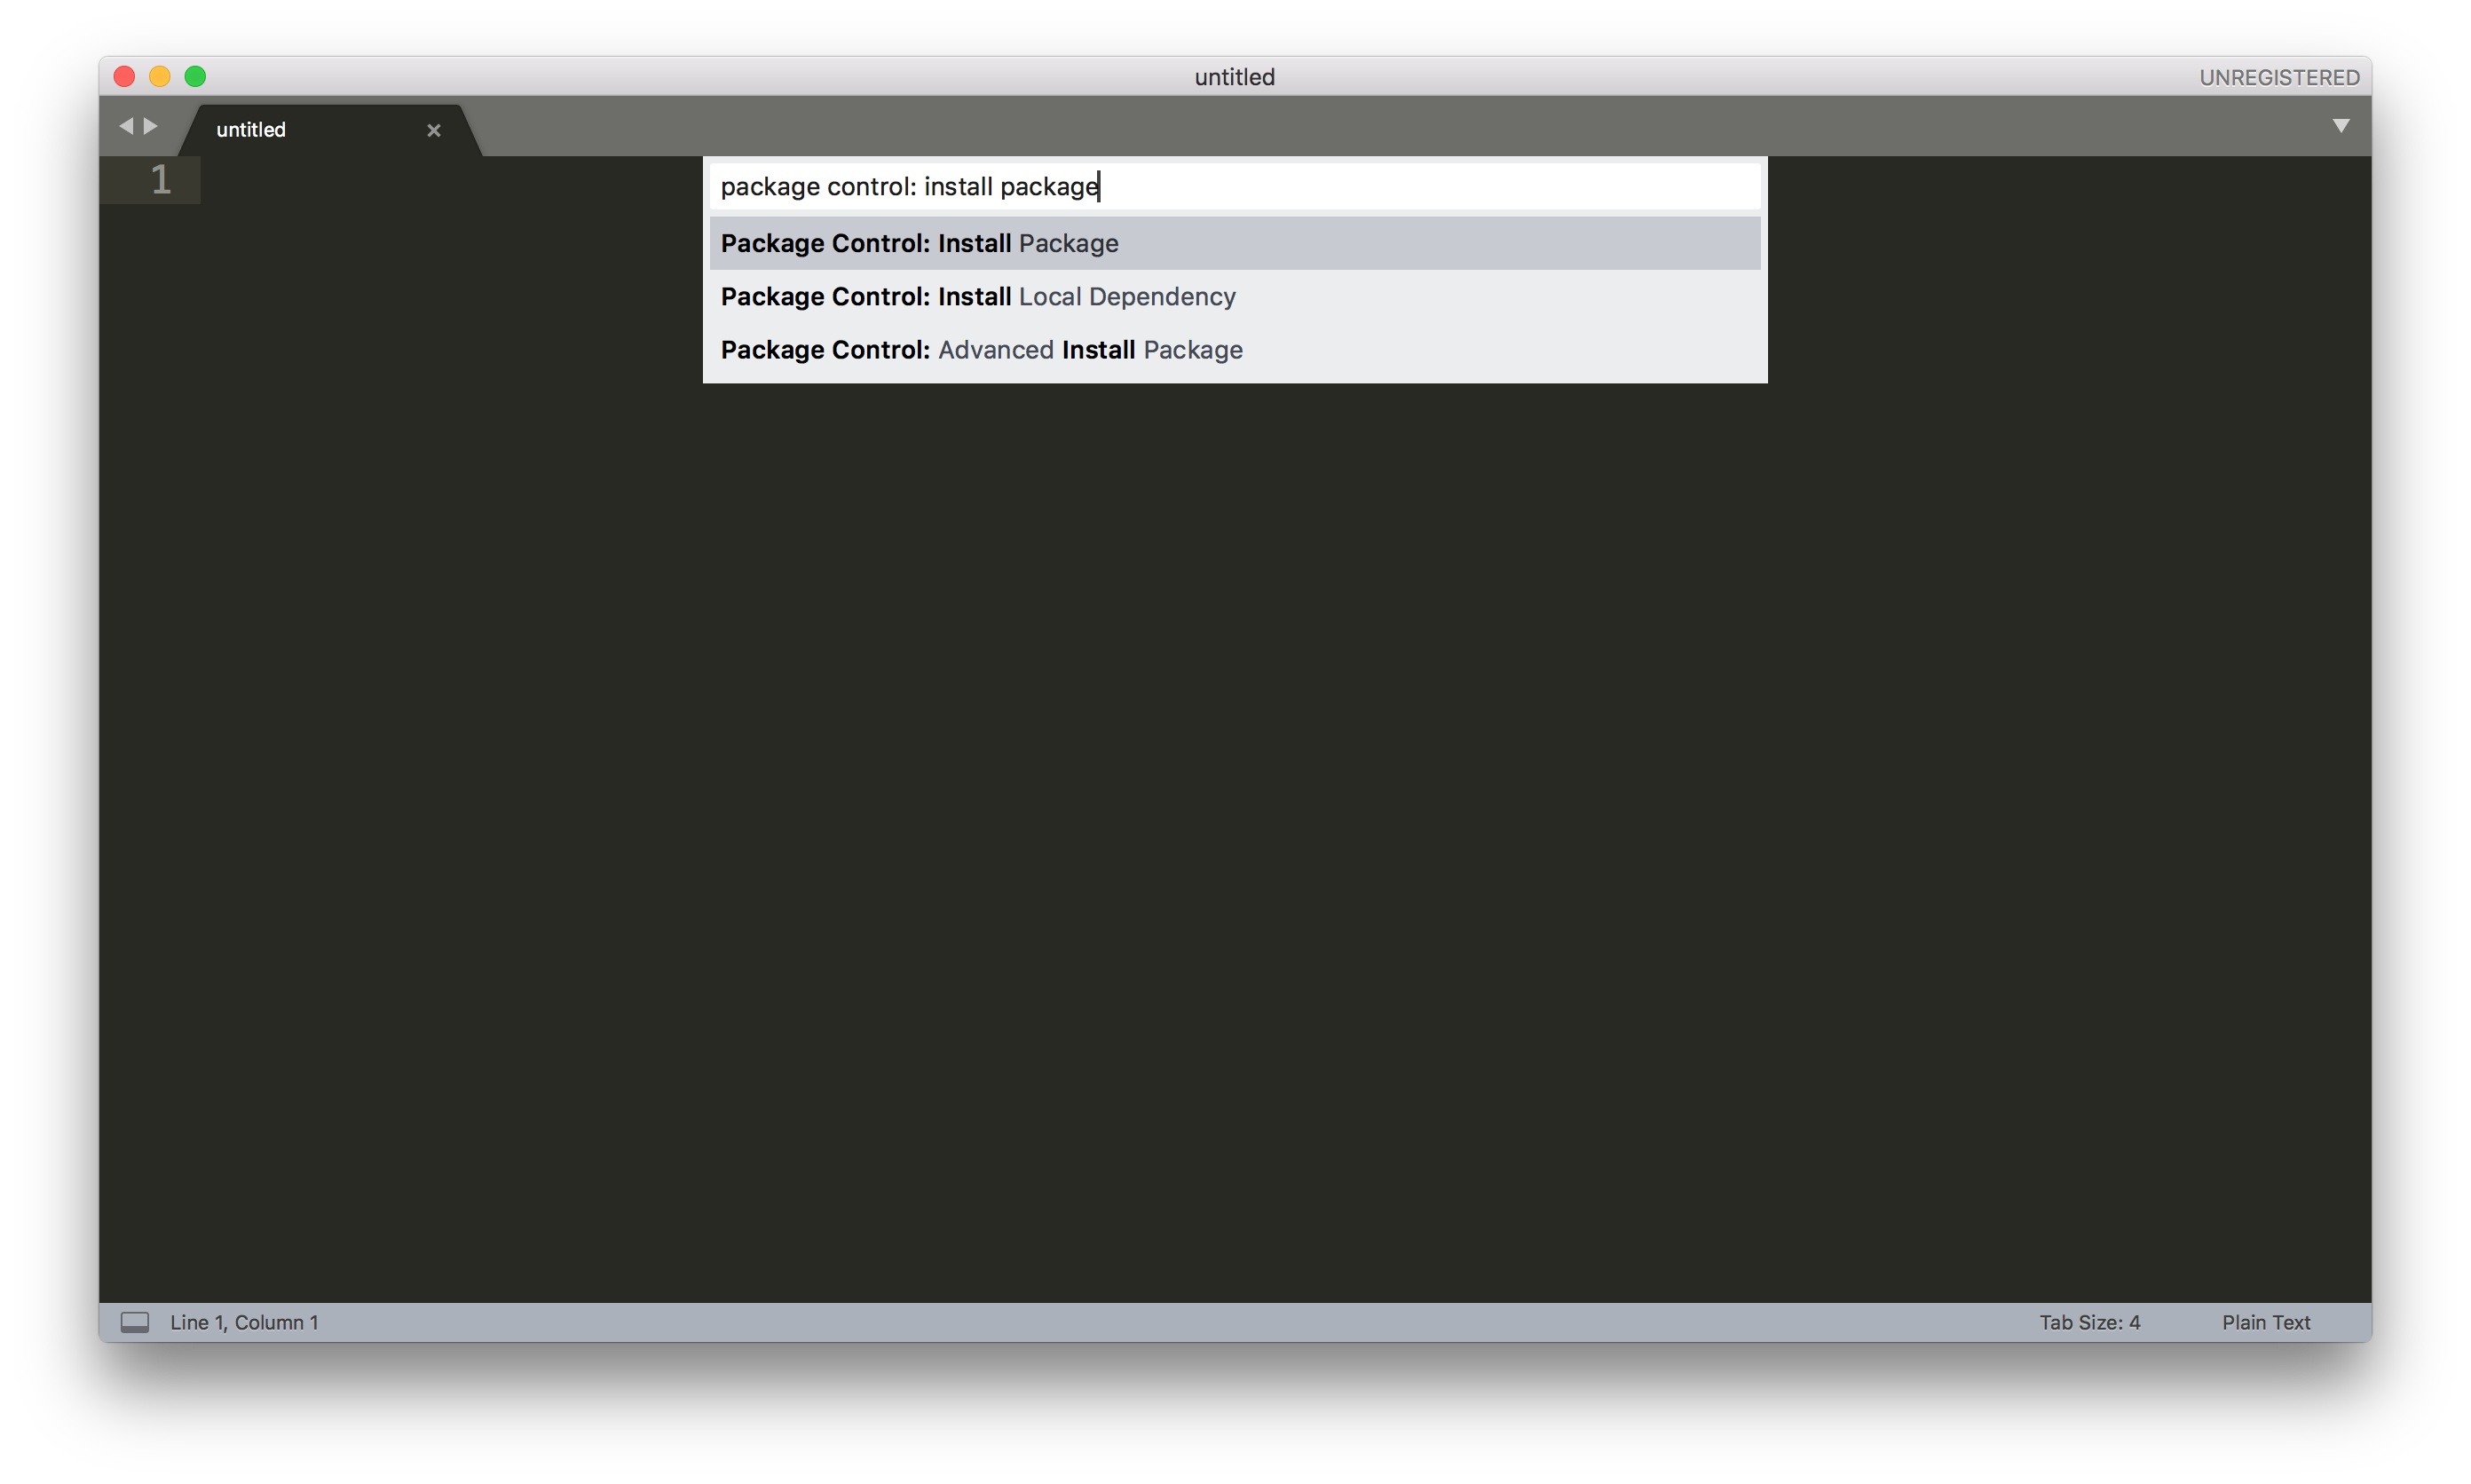 untitled
UNREGISTERED
untitled
1
package control: install package
Package Control: Install Package
Package Control: Install Local Dependency
Package Control: Advanced Install Package
Line 1, Column 1
Tab Size: 4
Plain Text